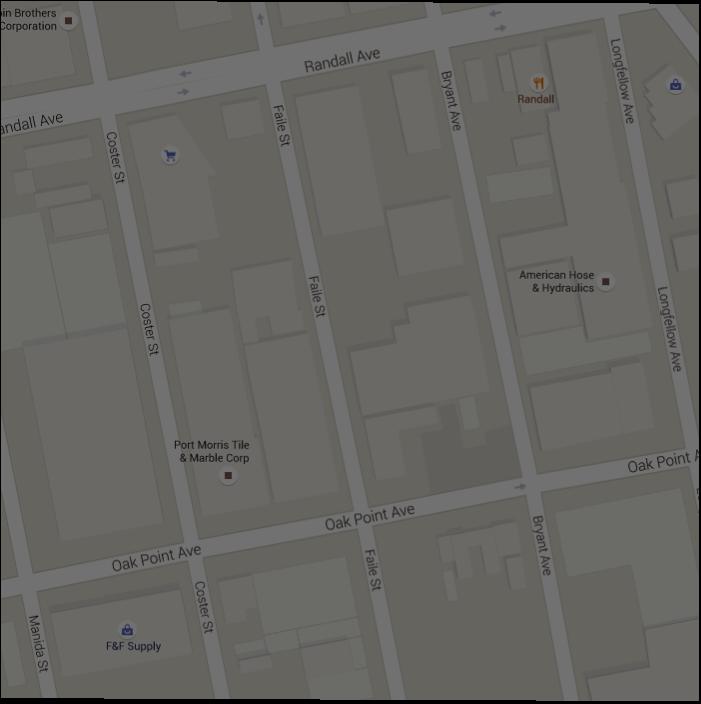 in Brothers
Corporation
Randall Ave
andall Ave
Randall
Longfellow Ave
Bryant Ave
Faile St
Coster St
American Hose
& Hydraulics
Faile St
Coster St
Longfellow Ave
Port Morris Tile
& Marble Corp
Oak Point A
Oak Point Ave
Oak Point Ave
Bryant Ave
Faile St
Coster St
Manida St
F&F Supply